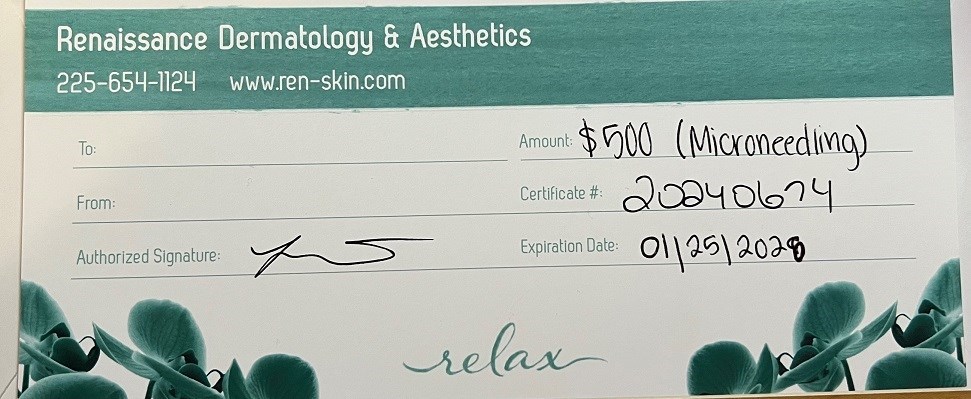 Renaissance Dermatology & Aesthetics
225-654-1124 www.ren-skin.com
To:
Amount: $500 (Microneedling)
From:
Certificate #: 20240674
Authorized Signature:
Expiration Date: 01/25/2028
relax